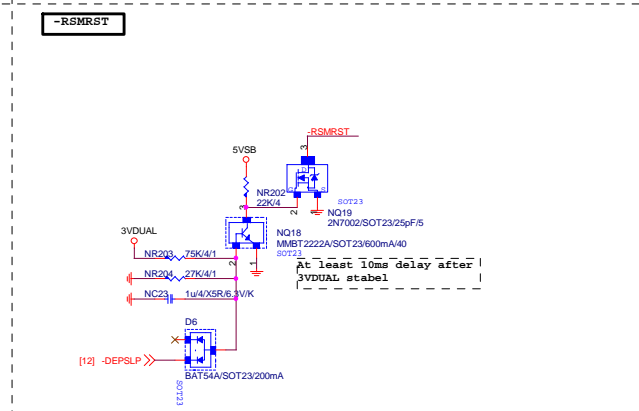 -RSMRST
-RSMRST
3
5VSB
D
G
S
NR202
22K/4
SOT23
2
1
NQ19
2N7002/SOT23/25pF/5
3
3VDUAL
NQ18
MMBT2222A/SOT23/600mA/40
SOT23
2
1
NR203
75K/4/1
At least 10ms delay after
3VDUAL stabel
NR204
27K/4/1
NC23
1u/4/X5R/6.3V/K
D6
[12] -DEPSLP
BAT54A/SOT23/200mA
SOT23